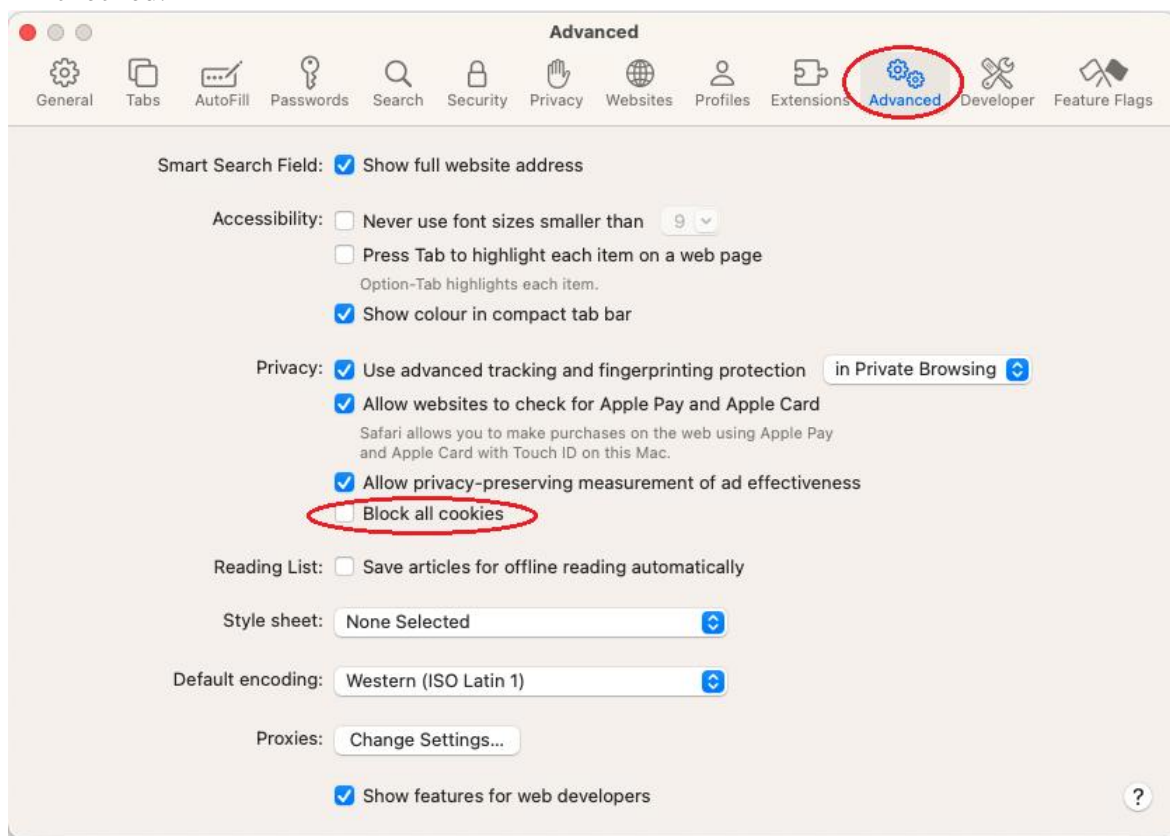 Advanced
General Tabs AutoFill Passwords Search Security Privacy Websites Profiles Extensions Advanced Developer Feature Flags
Smart Search Field: Show full website address
Accessibility: Never use font sizes smaller than 9
Press Tab to highlight each item on a web page
Option-Tab highlights each item.
Show colour in compact tab bar
Privacy: Use advanced tracking and fingerprinting protection in Private Browsing
Allow websites to check for Apple Pay and Apple Card
Safari allows you to make purchases on the web using Apple Pay
and Apple Card with Touch ID on this Mac.
Allow privacy-preserving measurement of ad effectiveness
Block all cookies
Reading List: Save articles for offline reading automatically
Style sheet: None Selected
Default encoding: Western (ISO Latin 1)
Proxies: Change Settings...
Show features for web developers
?